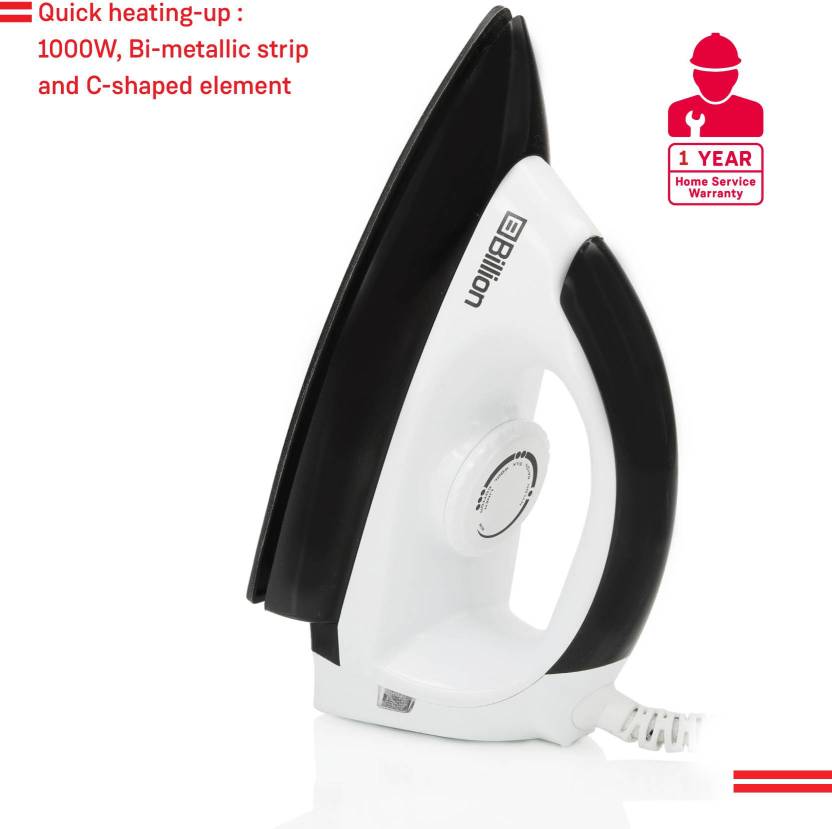 Quick heating-up :
1000W, Bi-metallic strip
and C-shaped element
1 YEAR
Home Service
Warranty
Billion